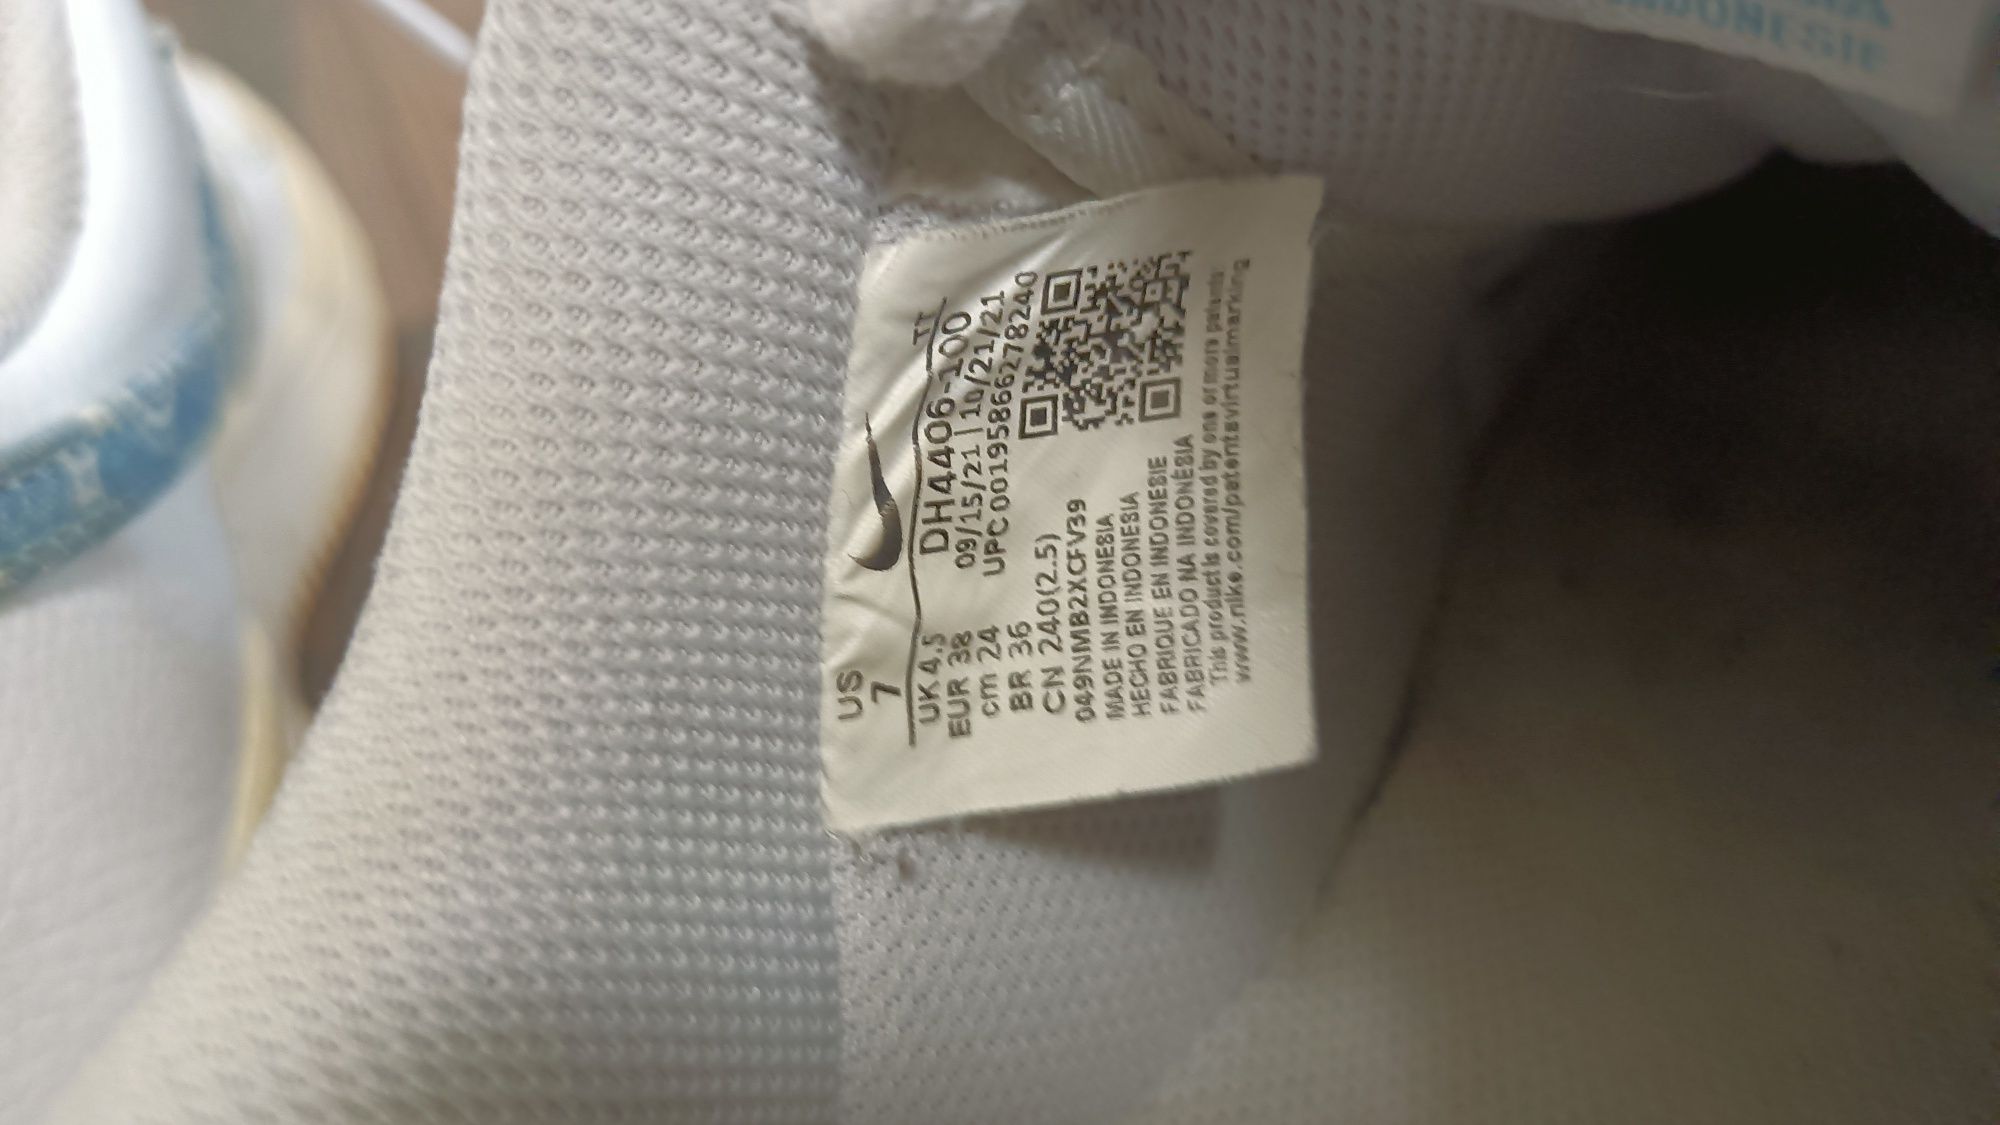 US
7
TT
UK 4.5
DH4406-100
EUR 38
09/15/21 | 10/21/21
cm 24
UPC 00195866278240
BR 36
CN 240(2.5)
049NMB2XCFV39
MADE IN INDONESIA
HECHO EN INDONESIA
FABRIQUE EN INDONESIE
FABRICADO NA INDONÉSIA
This product is covered by one or more patents:
www.nike.com/patentsvirtualmarking